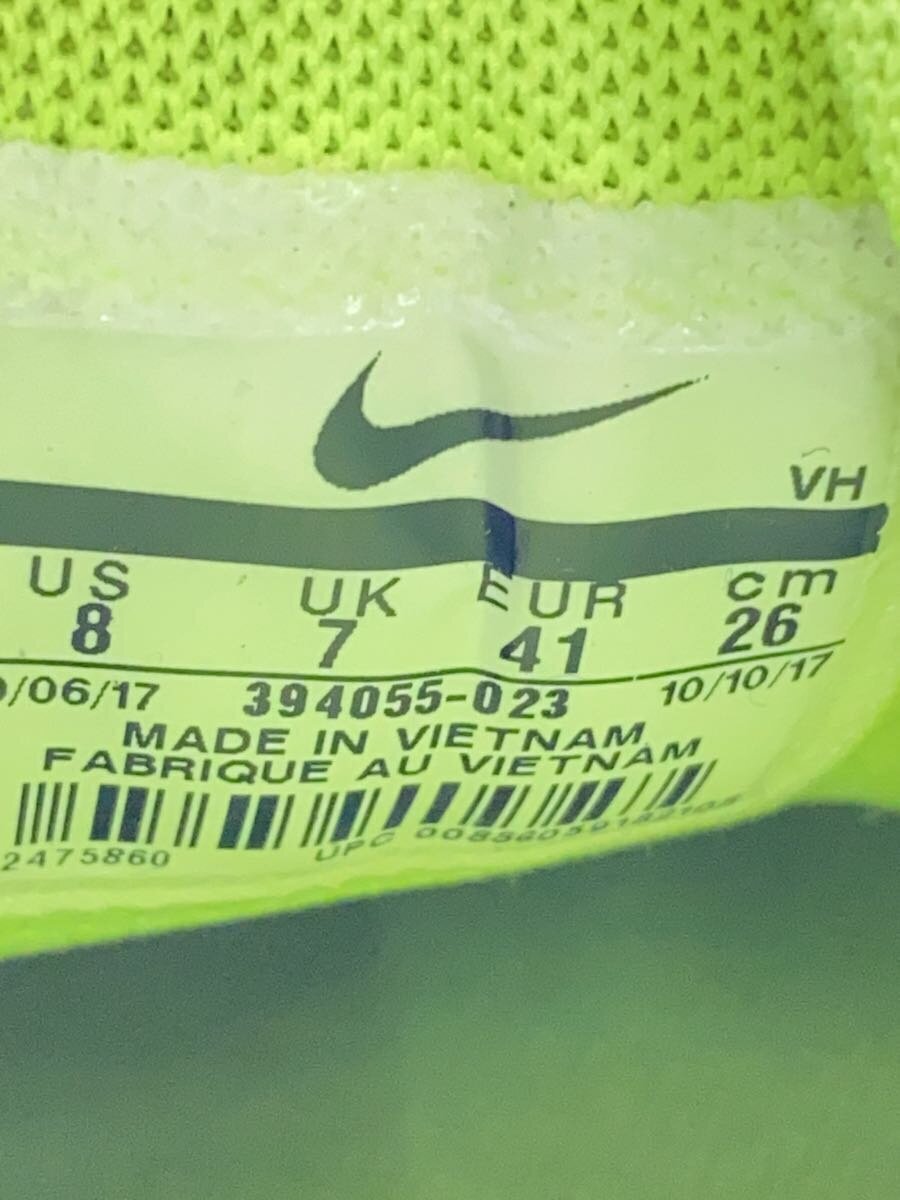 VH
US UK EUR cm
8 7 41 26
/06/17 394055-023 10/10/17
MADE IN VIETNAM
FABRIQUE AU VIETNAM
2475860 UPC